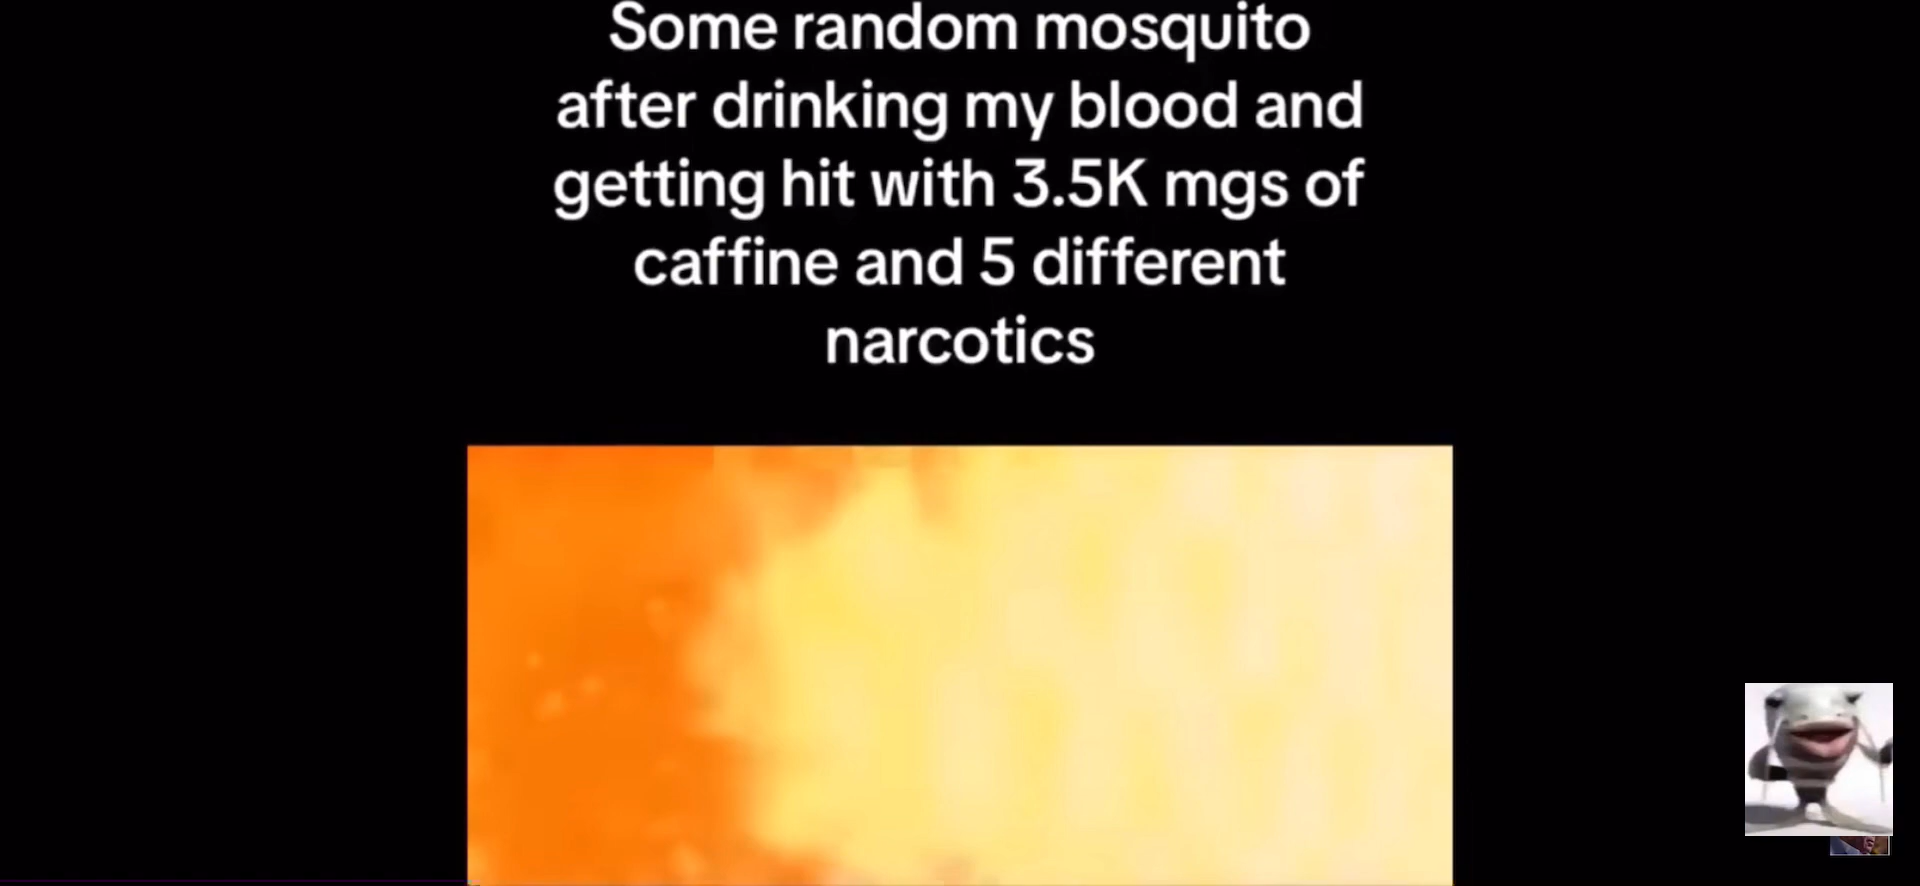 Some random mosquito
after drinking my blood and
getting hit with 3.5K mgs of
caffine and 5 different
narcotics